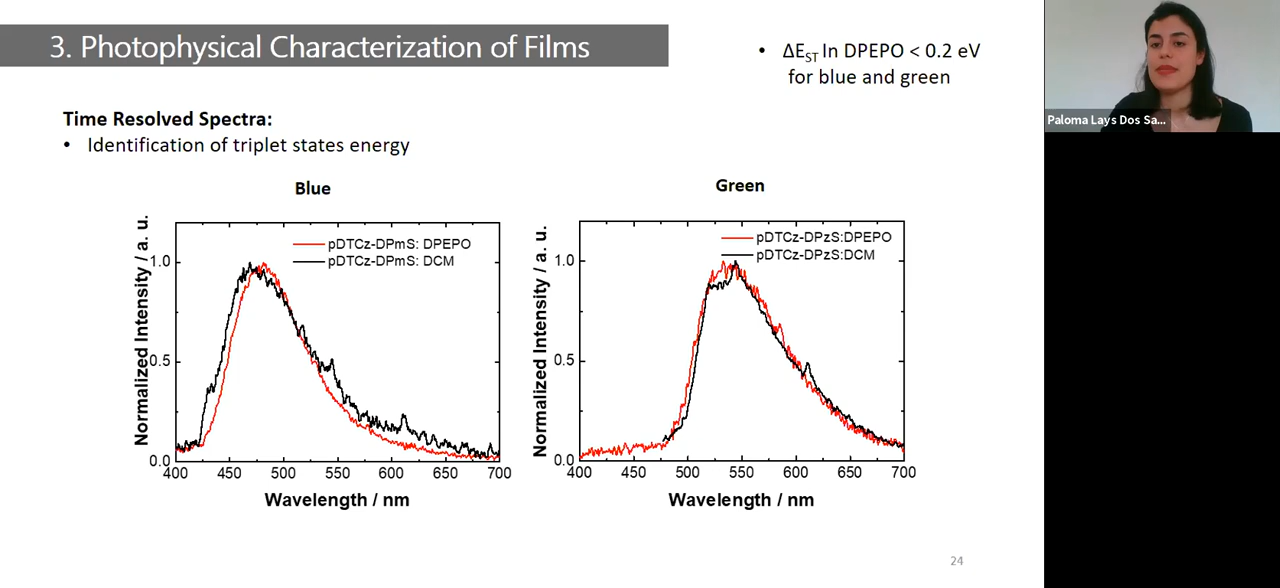 3. Photophysical Characterization of Films
• ΔEST In DPEPO < 0.2 eV
for blue and green
Paloma Lays Dos Sa...
Time Resolved Spectra:
• Identification of triplet states energy
Blue
pDTCz-DPmS: DPEPO
pDTCz-DPmS: DCM
Normalized Intensity / a. u.
1.0
0.5
0.0
400 450 500 550 600 650 700
Wavelength / nm
Green
pDTCz-DPzS:DPEPO
pDTCz-DPzS:DCM
Normalized Intensity / a. u.
1.0
0.5
0.0
400 450 500 550 600 650 700
Wavelength / nm
24